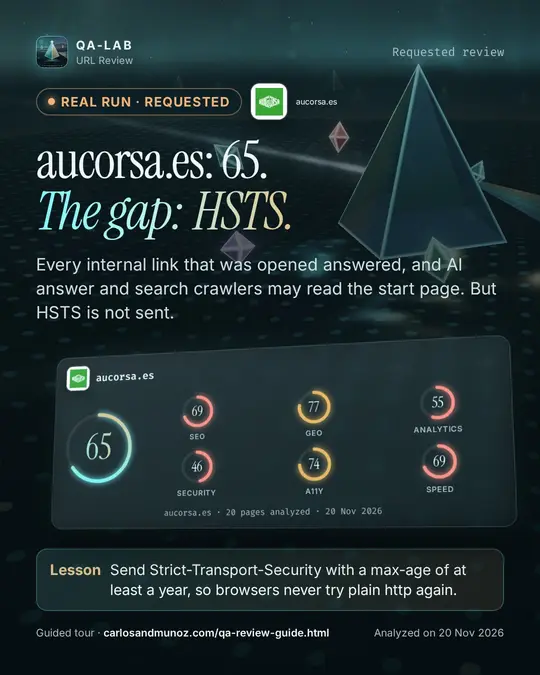 QA-LAB
URL Review
Requested review
REAL RUN · REQUESTED
aucorsa.es
aucorsa.es: 65.
The gap: HSTS.
Every internal link that was opened answered, and AI
answer and search crawlers may read the start page. But
HSTS is not sent.
aucorsa.es
65
69
SEO
77
GEO
55
ANALYTICS
46
SECURITY
74
A11Y
69
SPEED
aucorsa.es · 20 pages analyzed · 20 Nov 2026
Lesson Send Strict-Transport-Security with a max-age of at
least a year, so browsers never try plain http again.
Guided tour · carlosandmunoz.com/qa-review-guide.html
Analyzed on 20 Nov 2026